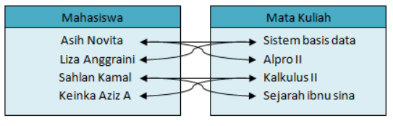 Mahasiswa
Asih Novita
Liza Anggraini
Sahlan Kamal
Keinka Aziz A
Mata Kuliah
Sistem basis data
Alpro II
Kalkulus II
Sejarah ibnu sina